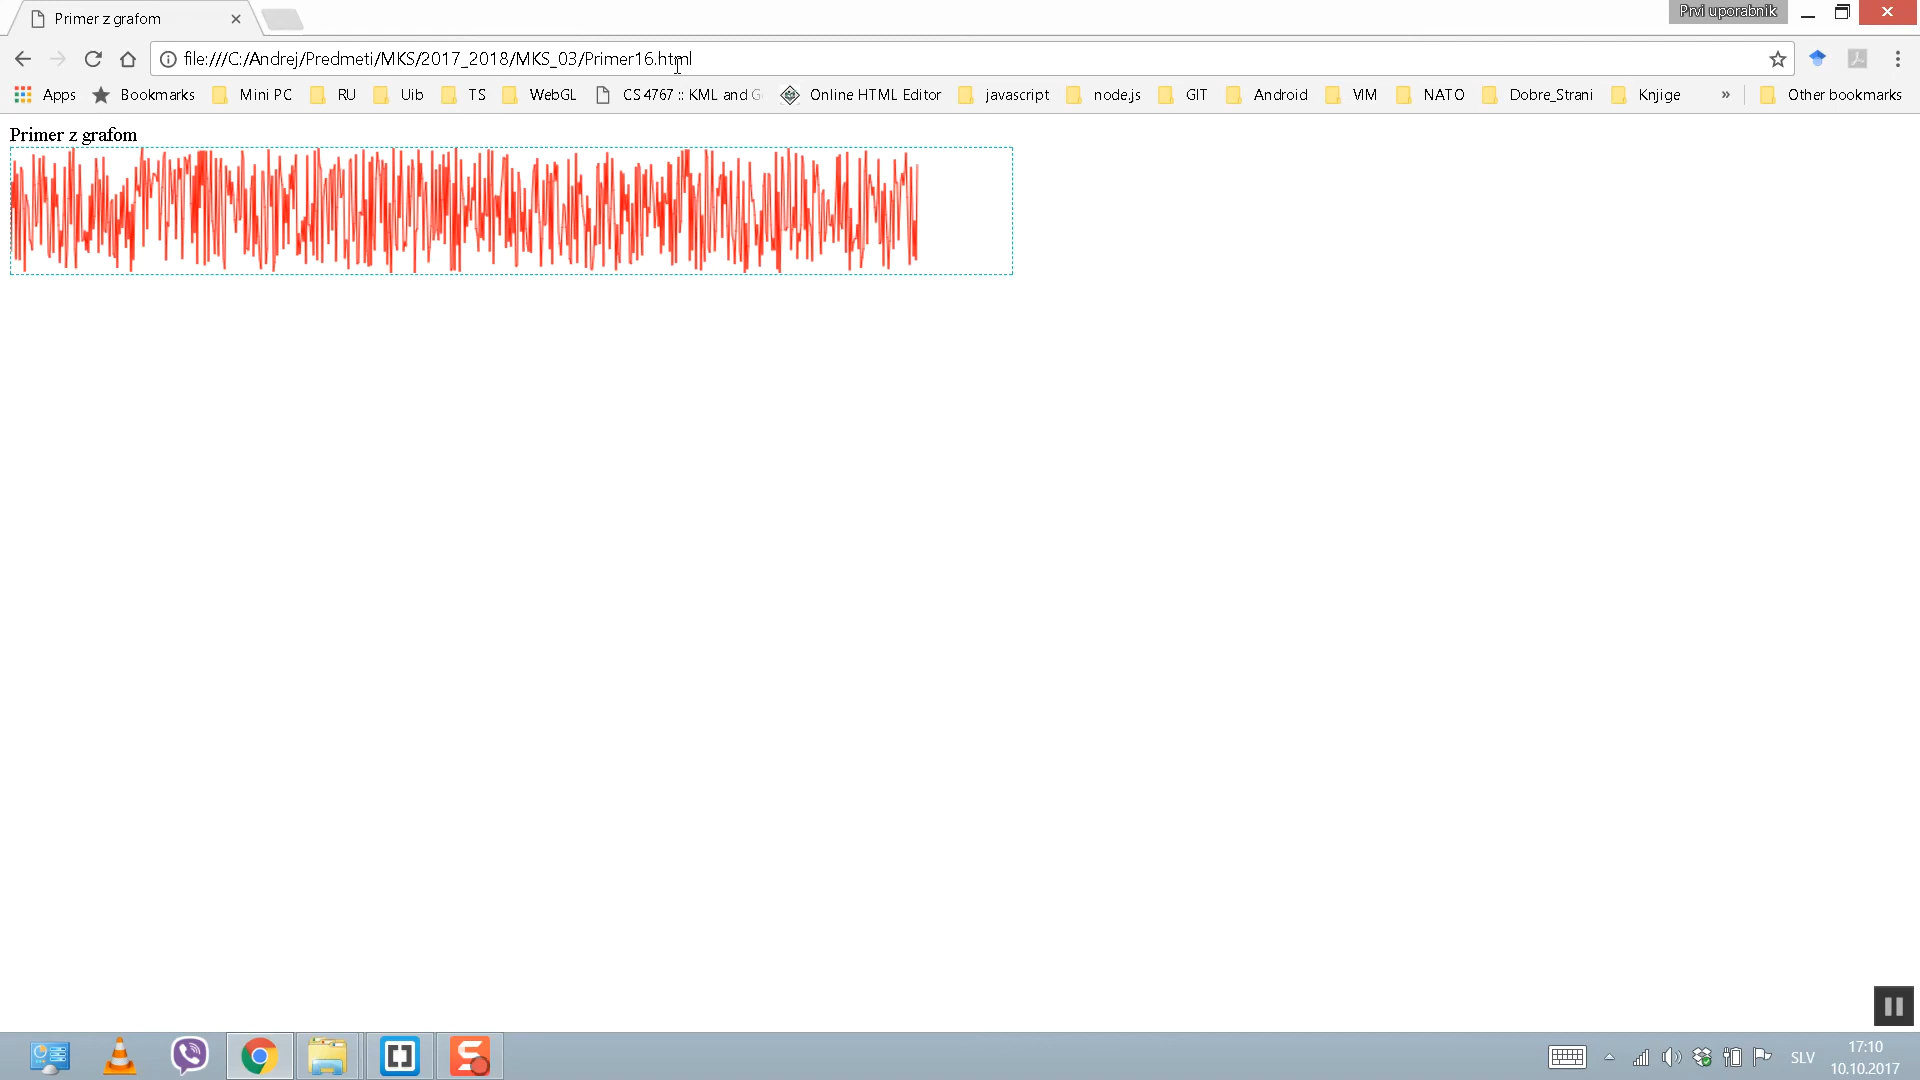 Primer z grafom
Prvi uporabnik
file:///C:/Andrej/Predmeti/MKS/2017_2018/MKS_03/Primer16.html
Apps Bookmarks Mini PC RU Uib TS WebGL CS 4767 :: KML and G Online HTML Editor javascript node.js GIT Android VIM NATO Dobre_Strani Knjige » Other bookmarks
Primer z grafom
SLV
17:10
10.10.2017